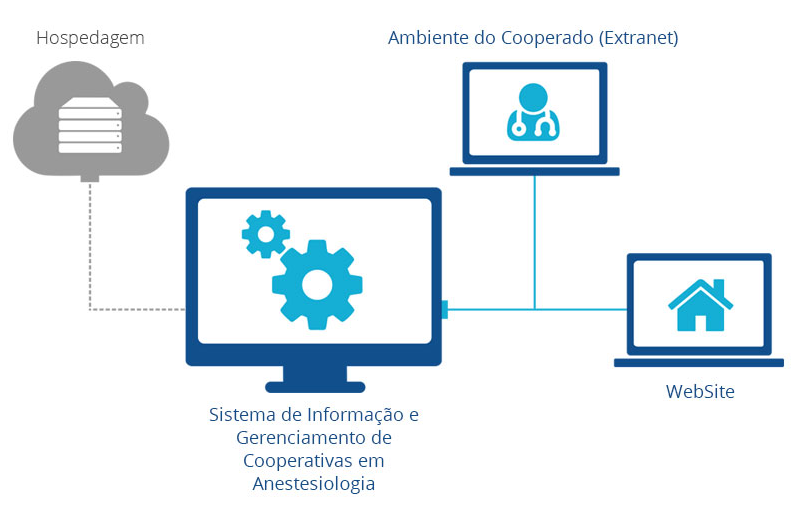 Hospedagem
Ambiente do Cooperado (Extranet)
Sistema de Informação e
Gerenciamento de
Cooperativas em
Anestesiologia
WebSite